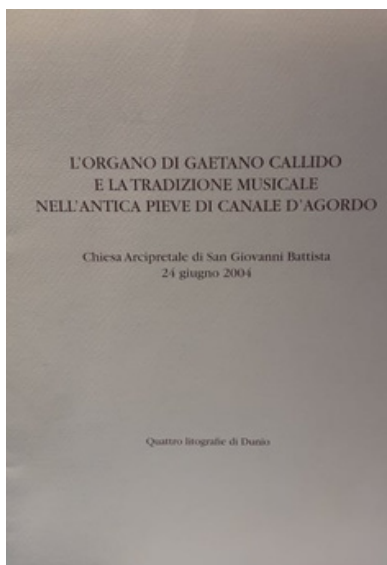 L'ORGANO DI GAETANO CALLIDO
E LA TRADIZIONE MUSICALE
NELL'ANTICA PIEVE DI CANALE D'AGORDO
Chiesa Arcipretale di San Giovanni Battista
24 giugno 2004
Quattro litografie di Dunio